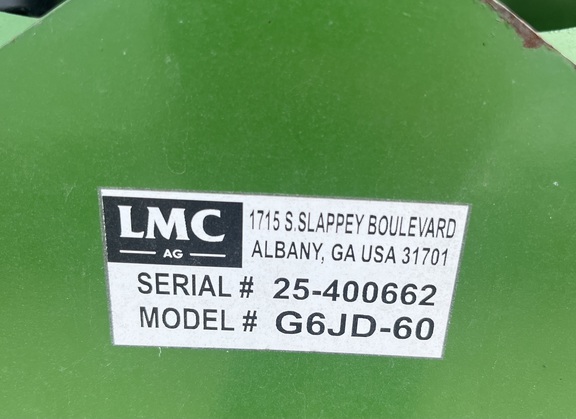 LMC
AG
1715 S.SLAPPEY BOULEVARD
ALBANY, GA USA 31701
SERIAL # 25-400662
MODEL # G6JD-60